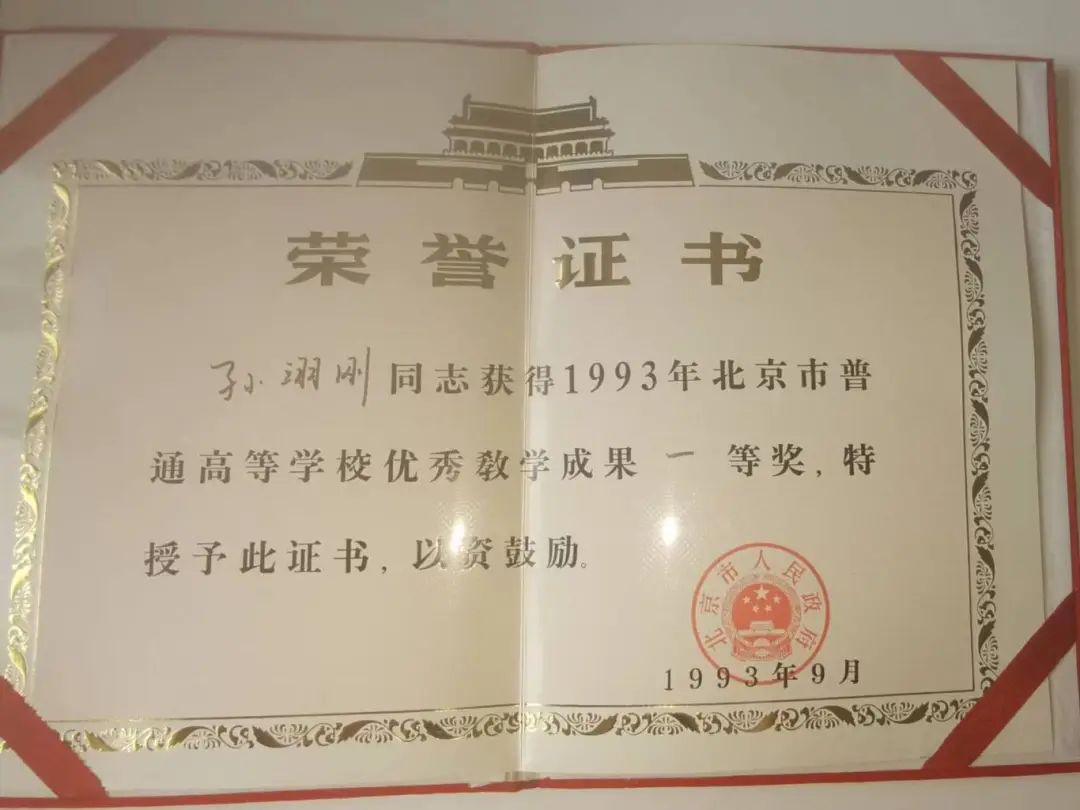 荣誉证书
孙翊刚同志获得1993年北京市普
通高等学校优秀教学成果一等奖,特
授予此证书,以资鼓励。
北京市人民政府
1993年9月